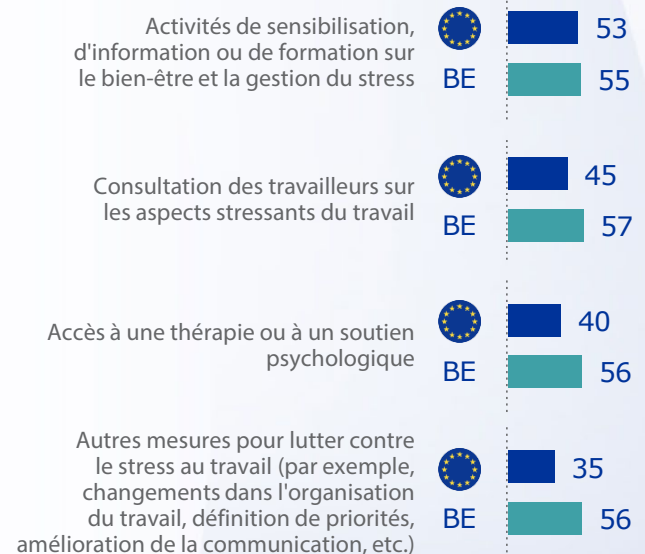 Activités de sensibilisation,
d'information ou de formation sur
le bien-être et la gestion du stress
53
BE
55
Consultation des travailleurs sur
les aspects stressants du travail
45
BE
57
Accès à une thérapie ou à un soutien
psychologique
40
BE
56
Autres mesures pour lutter contre
le stress au travail (par exemple,
changements dans l'organisation
du travail, définition de priorités,
amélioration de la communication, etc.)
35
BE
56